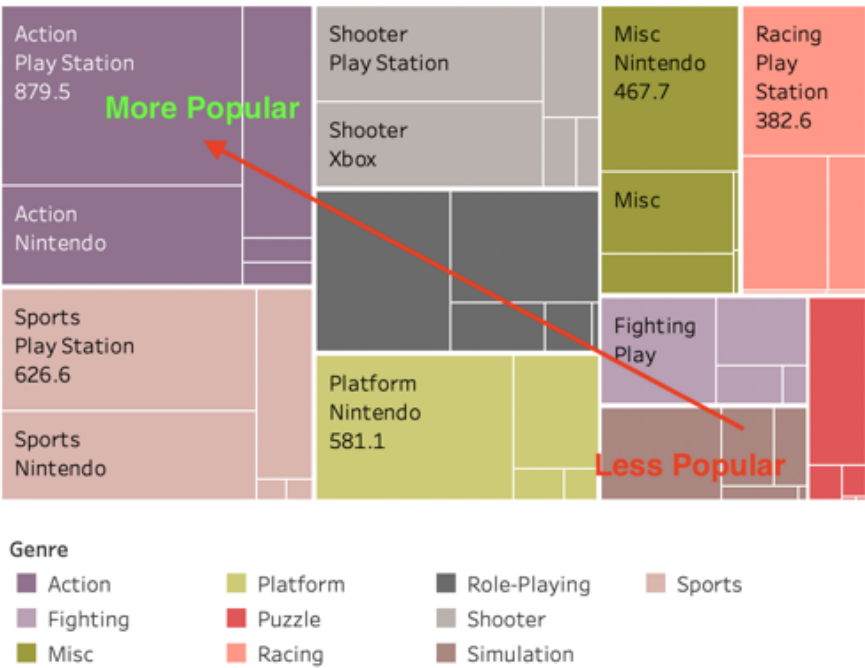 Action
Play Station
879.5
More Popular
Action
Nintendo
Sports
Play Station
626.6
Sports
Nintendo
Shooter
Play Station
Shooter
Xbox
Platform
Nintendo
581.1
Misc
Nintendo
467.7
Misc
Racing
Play
Station
382.6
Fighting
Play
Less Popular
Genre
Action
Platform
Role-Playing
Sports
Fighting
Puzzle
Shooter
Misc
Racing
Simulation